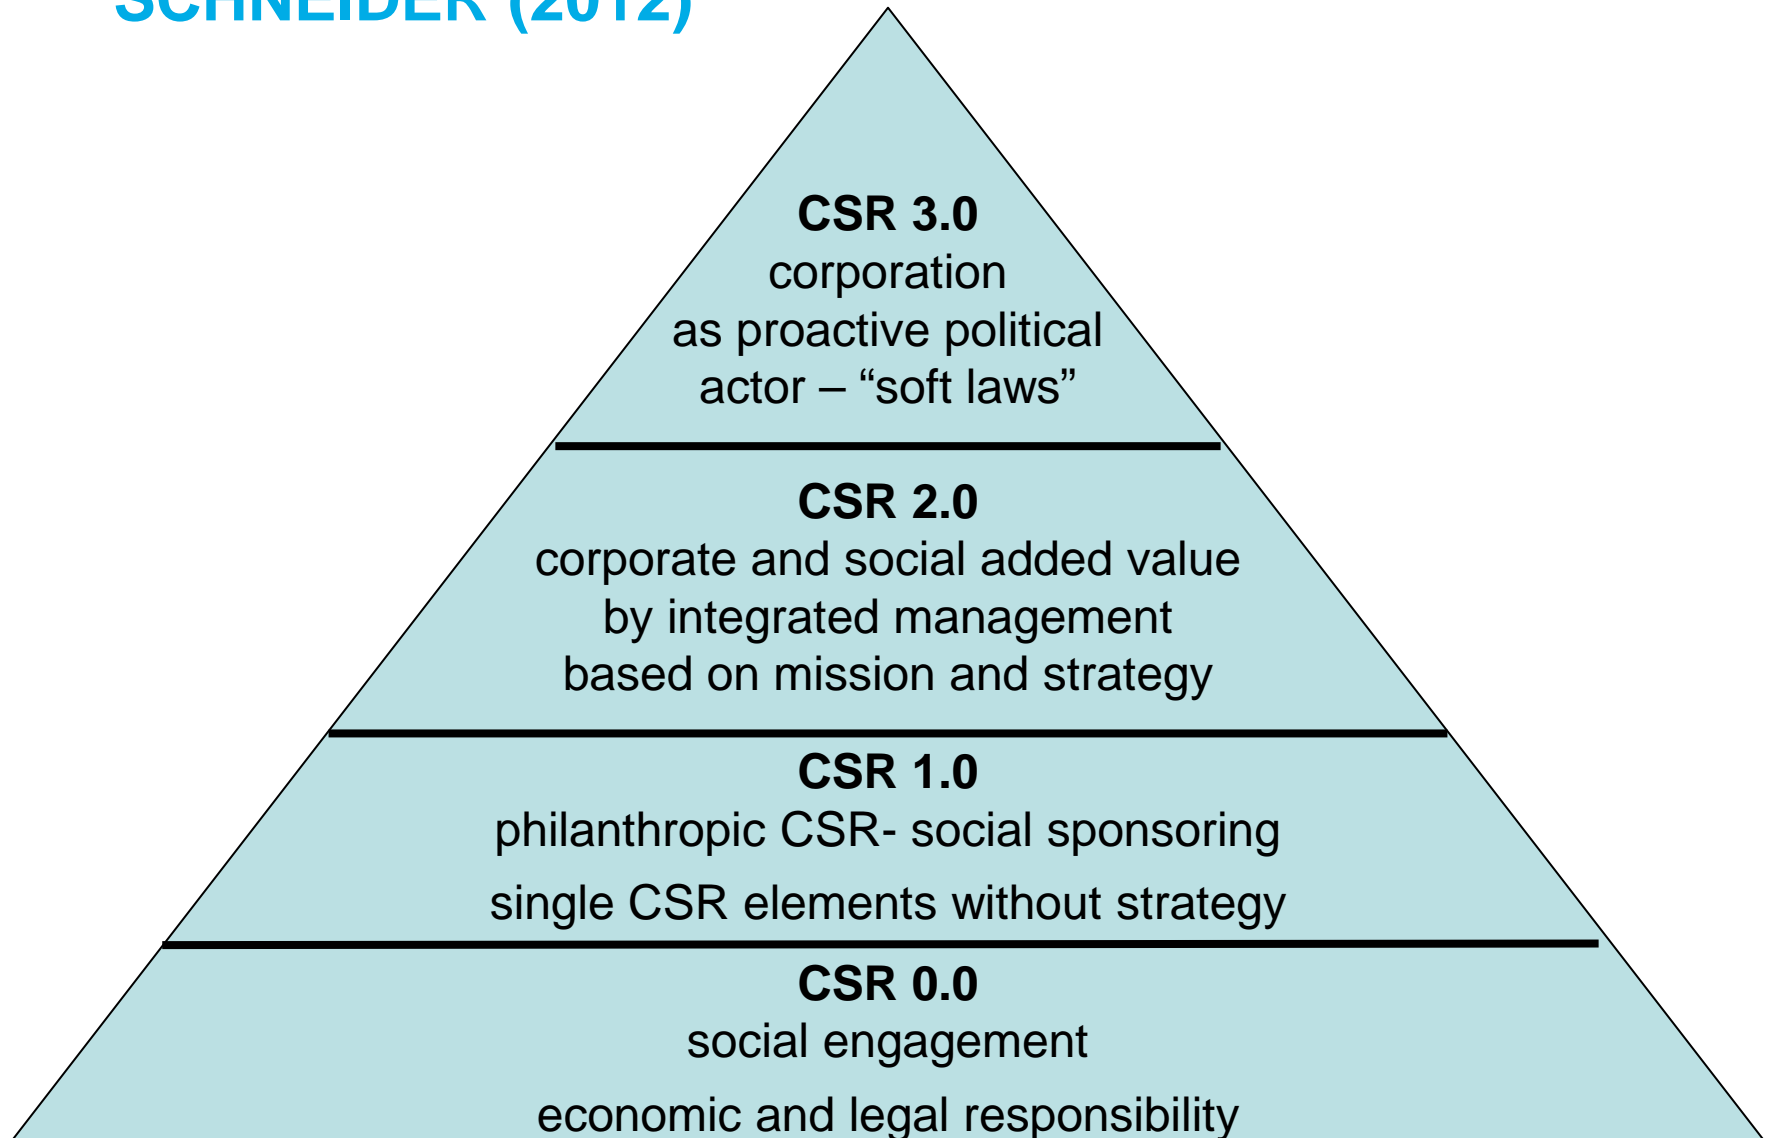 SCHNEIDER (2012)
CSR 3.0
corporation
as proactive political
actor – “soft laws”
CSR 2.0
corporate and social added value
by integrated management
based on mission and strategy
CSR 1.0
philanthropic CSR- social sponsoring
single CSR elements without strategy
CSR 0.0
social engagement
economic and legal responsibility